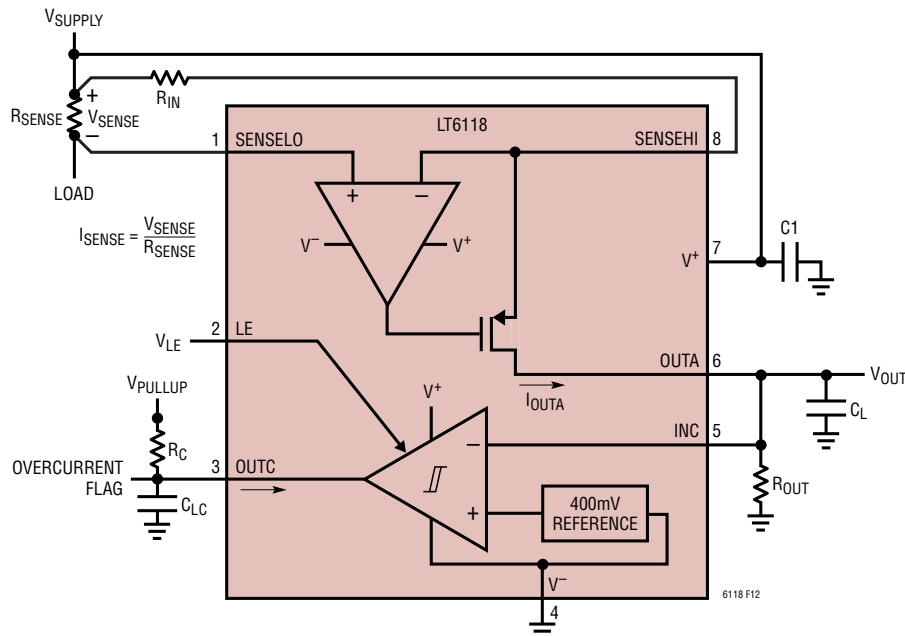 VSUPPLY
RIN
RSENSE
+
VSENSE
–
LOAD
ISENSE = VSENSE
RSENSE
LT6118
1
SENSELO
SENSEHI
8
+
–
V–
V+
C1
7
V+
2
LE
VLE
OUTA
6
VOUT
IOUTA
CL
VPULLUP
V+
INC
5
–
RC
3
OUTC
OVERCURRENT
FLAG
CLC
ROUT
+
400mV
REFERENCE
V–
4
6118 F12